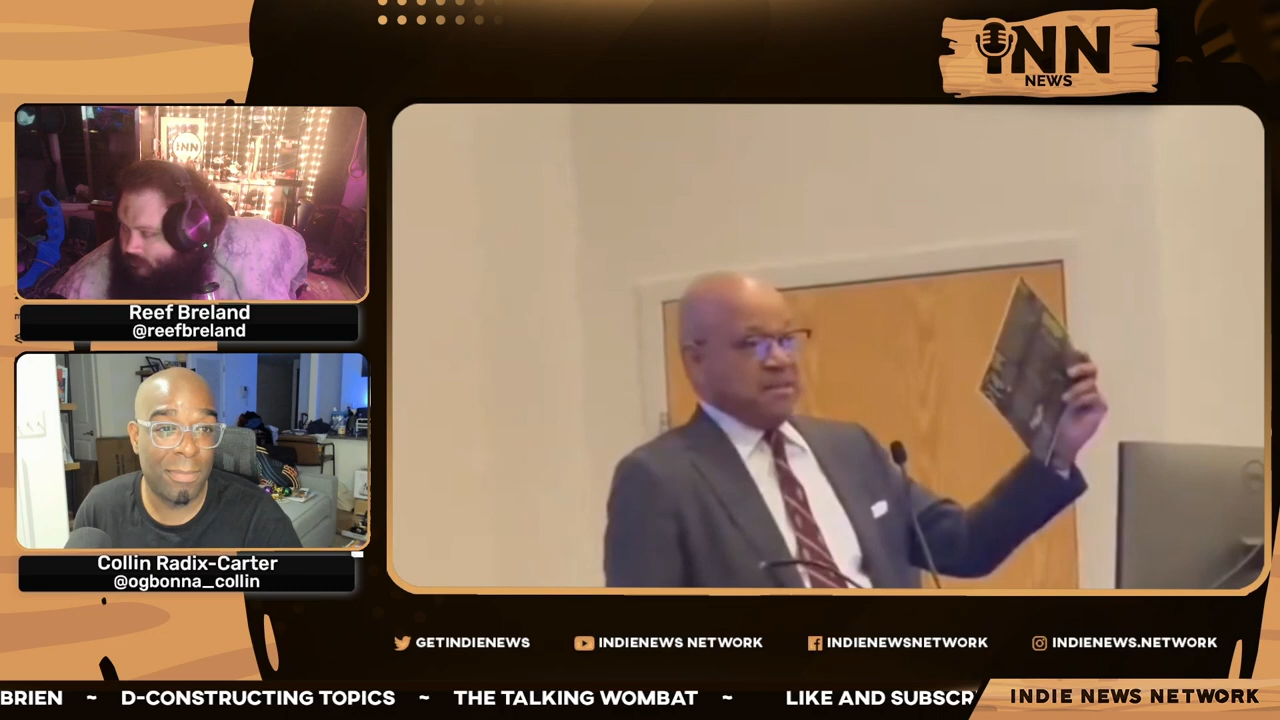 iNN
NEWS
iNN
Reef Breland
@reefbreland
Collin Radix-Carter
@ogbonna_collin
GETINDIENEWS
INDIENEWS NETWORK
INDIENEWSNETWORK
INDIENEWS.NETWORK
BRIEN ~ D-CONSTRUCTING TOPICS ~ THE TALKING WOMBAT ~ LIKE AND SUBSCR
INDIE NEWS NETWORK